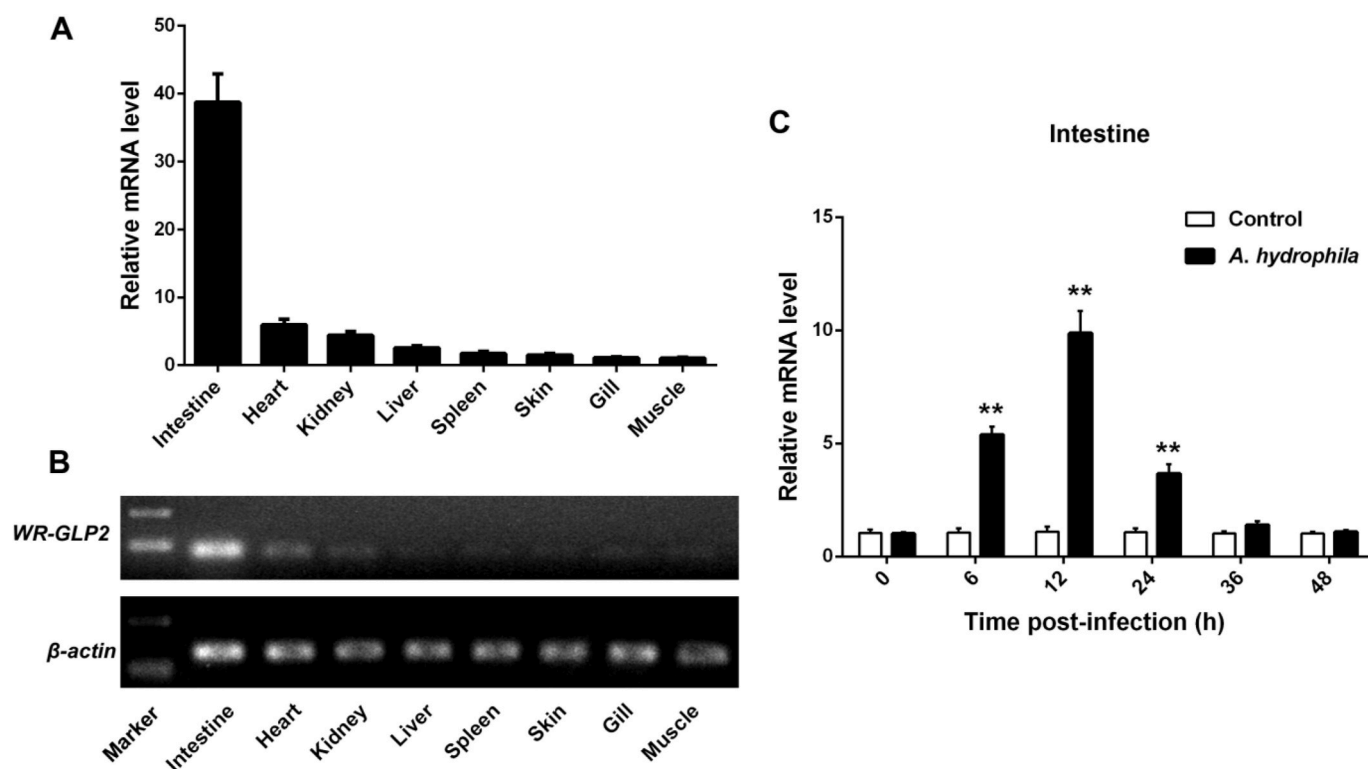 A
Relative mRNA level
50
40
30
20
10
0
Intestine
Heart
Kidney
Liver
Spleen
Skin
Gill
Muscle
B
WR-GLP2
β-actin
Marker
Intestine
Heart
Kidney
Liver
Spleen
Skin
Gill
Muscle
C
Intestine
Control
A. hydrophila
Relative mRNA level
15
10
5
0
**
**
**
0
6
12
24
36
48
Time post-infection (h)